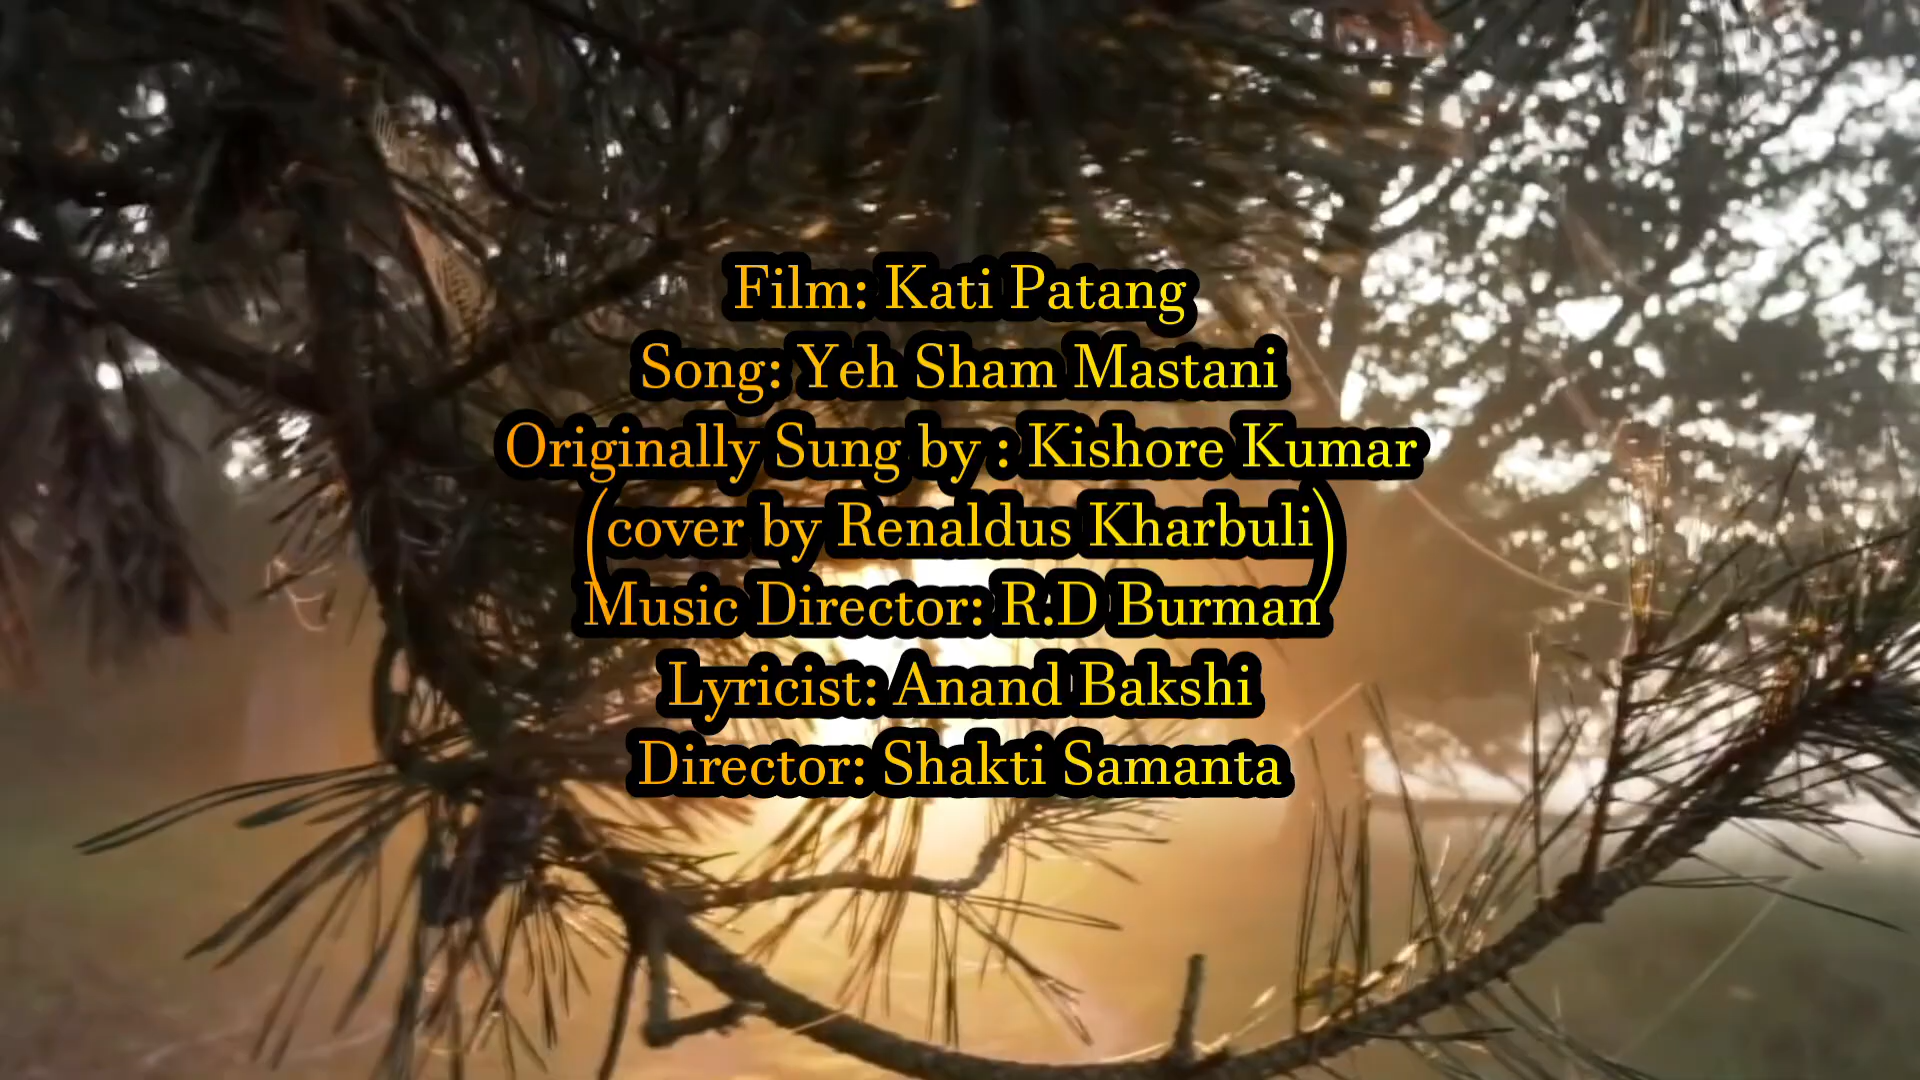 Film: Kati Patang
Song: Yeh Sham Mastani
Originally Sung by : Kishore Kumar
(cover by Renaldus Kharbuli)
Music Director: R.D Burman
Lyricist: Anand Bakshi
Director: Shakti Samanta